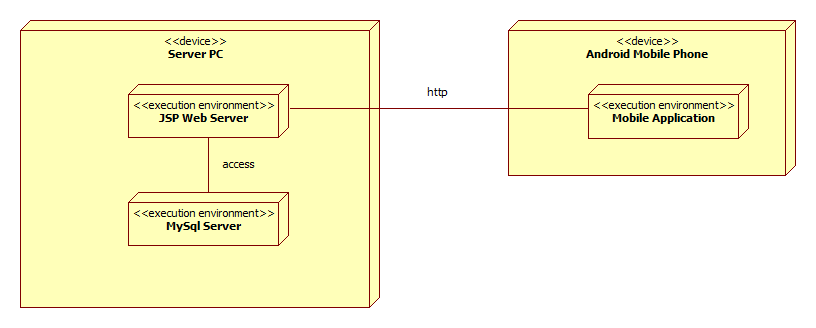 <<device>>
Server PC
<<execution environment>>
JSP Web Server
access
<<execution environment>>
MySql Server
http
<<device>>
Android Mobile Phone
<<execution environment>>
Mobile Application